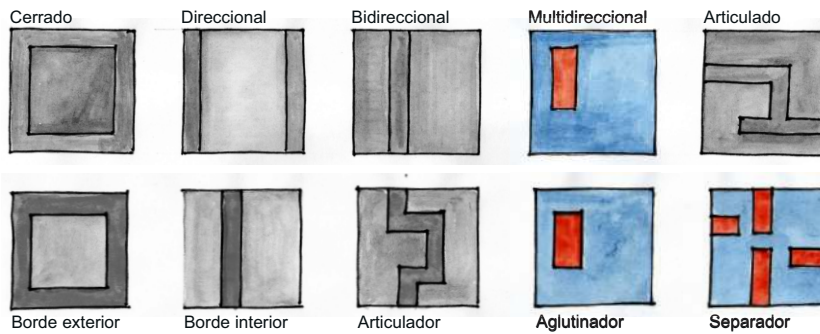 Cerrado
Direccional
Bidireccional
Multidireccional
Articulado
Borde exterior
Borde interior
Articulador
Aglutinador
Separador